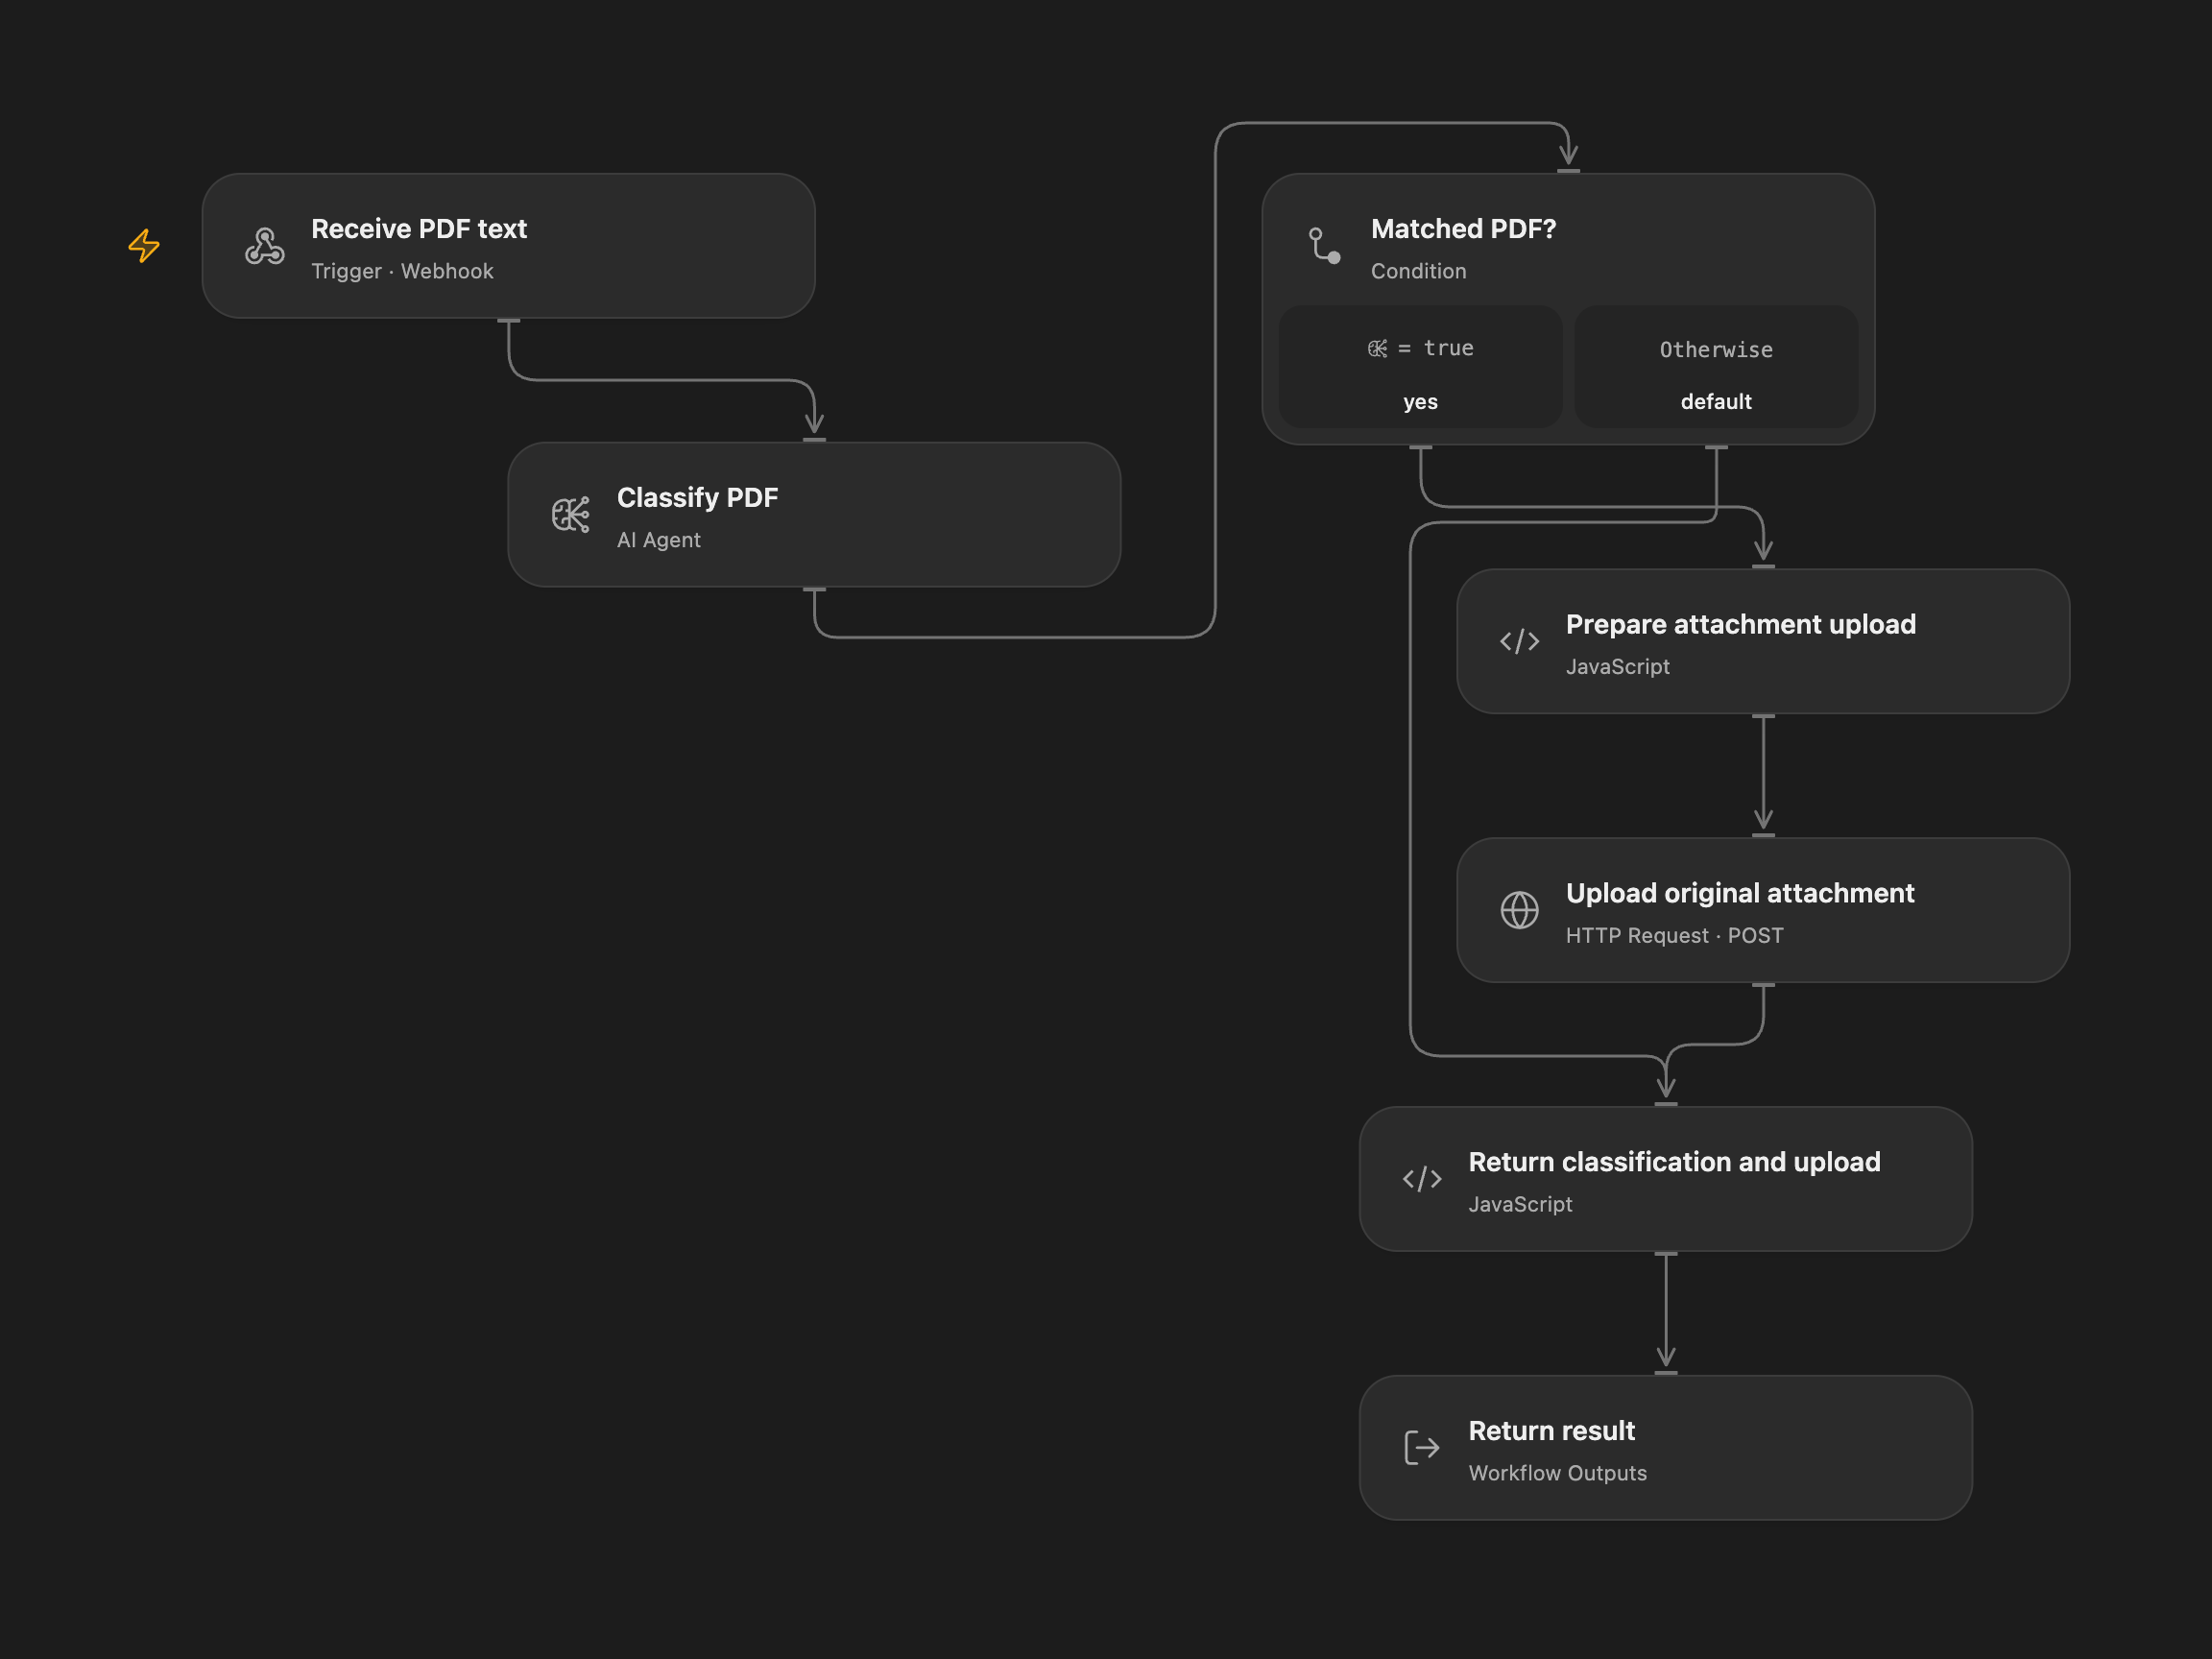 Receive PDF text
Trigger · Webhook
Classify PDF
AI Agent
Matched PDF?
Condition
= true
yes
Otherwise
default
Prepare attachment upload
JavaScript
Upload original attachment
HTTP Request · POST
Return classification and upload
JavaScript
Return result
Workflow Outputs